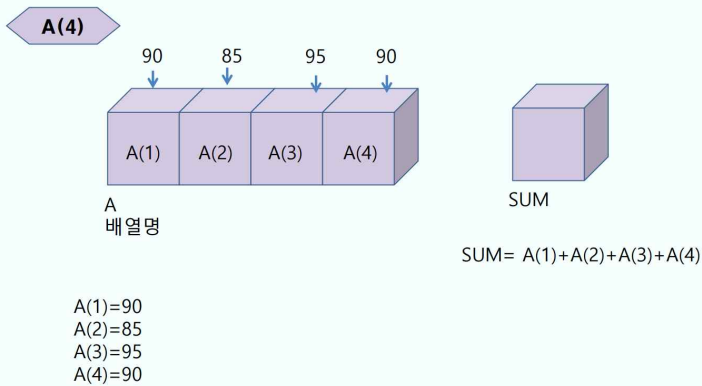 A(4)
90 85 95 90
A(1) A(2) A(3) A(4)
A
배열명
SUM
SUM= A(1)+A(2)+A(3)+A(4)
A(1)=90
A(2)=85
A(3)=95
A(4)=90